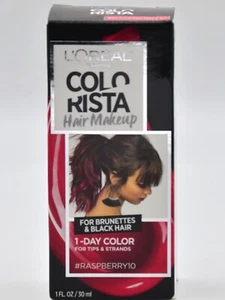 L'ORÉAL
PARIS
COLO
RISTA
Hair Makeup
FOR BRUNETTES
& BLACK HAIR
1-DAY COLOR
FOR TIPS & STRANDS
#RASPBERRY10
1 FL OZ / 30 ml